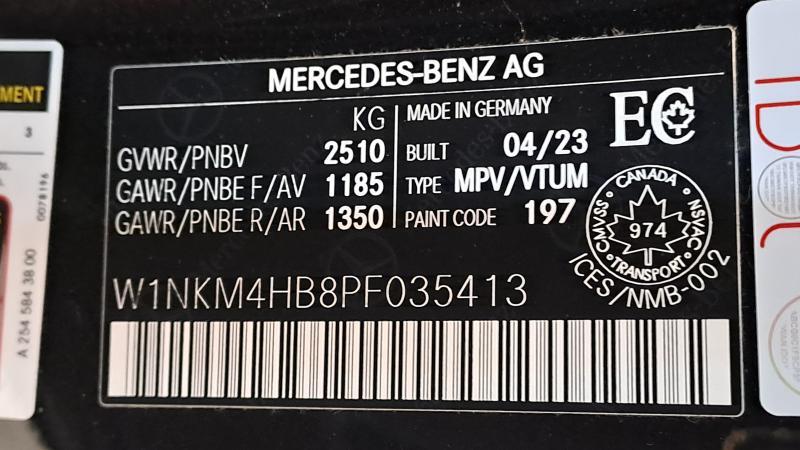 MERCEDES-BENZ AG
KG
GVWR/PNBV 2510
GAWR/PNBE F/AV 1185
GAWR/PNBE R/AR 1350
MADE IN GERMANY
BUILT 04/23
TYPE MPV/VTUM
PAINT CODE 197
EC
CANADA
CMVSS 974 NSVAC
TRANSPORT
ICES/NMB-002
W1NKM4HB8PF035413
MENT
3
0078196
A 254 584 38 00